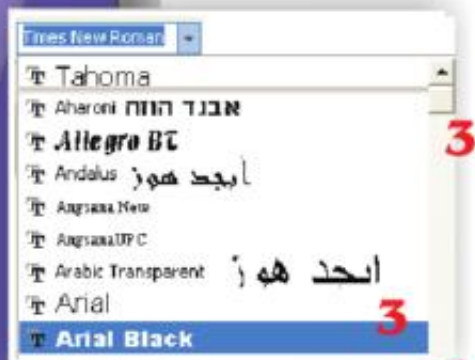 Times New Roman
Tahoma
Aharoni אבגד הוזח
Allegro BT
Andalus أبجد هوز
Angsana New
AngsanaUPC
Arabic Transparent ابجد هوز
Arial
Arial Black
3
3